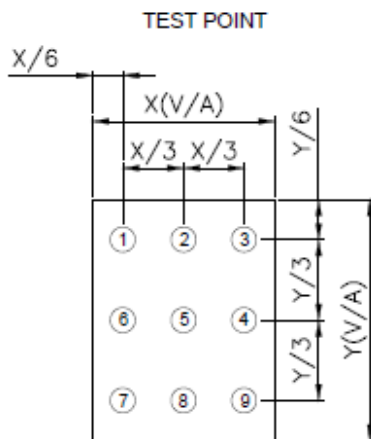 TEST POINT
X/6
X(V/A)
X/3 X/3
Y/6
1 2 3
Y/3
6 5 4
Y(V/A)
Y/3
7 8 9